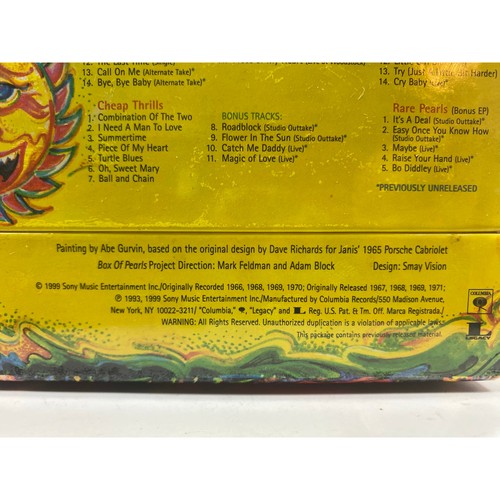 12. The Last Time (Single)
13. Call On Me (Alternate Take)*
14. Bye, Bye Baby (Alternate Take)*
13. Try (Just A Little Bit Harder)
14. Cry Baby (Live)*
Cheap Thrills
1. Combination Of The Two
2. I Need A Man To Love
3. Summertime
4. Piece Of My Heart
5. Turtle Blues
6. Oh, Sweet Mary
7. Ball and Chain
BONUS TRACKS:
8. Roadblock (Studio Outtake)*
9. Flower In The Sun (Studio Outtake)*
10. Catch Me Daddy (Live)*
11. Magic of Love (Live)*
Rare Pearls (Bonus EP)
1. It's A Deal (Studio Outtake)*
2. Easy Once You Know How
(Studio Outtake)*
3. Maybe (Live)*
4. Raise Your Hand (Live)*
5. Bo Diddley (Live)*
*PREVIOUSLY UNRELEASED
Painting by Abe Gurvin, based on the original design by Dave Richards for Janis' 1965 Porsche Cabriolet
Box Of Pearls Project Direction: Mark Feldman and Adam Block Design: Smay Vision
© 1999 Sony Music Entertainment Inc./Originally Recorded 1966, 1968, 1969, 1970; Originally Released 1967, 1968, 1969, 1971;
℗ 1993, 1999 Sony Music Entertainment Inc./Manufactured by Columbia Records/550 Madison Avenue,
New York, NY 10022-3211/"Columbia," "Legacy" and L Reg. U.S. Pat. & Tm. Off. Marca Registrada./
WARNING: All Rights Reserved. Unauthorized duplication is a violation of applicable laws.
This package contains previously released material.
COLUMBIA
LEGACY